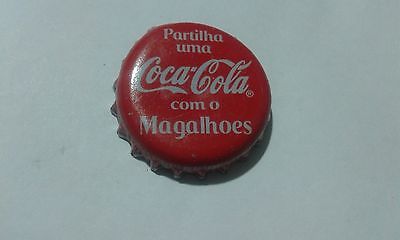 Partilha
uma
Coca-Cola®
com o
Magalhoes